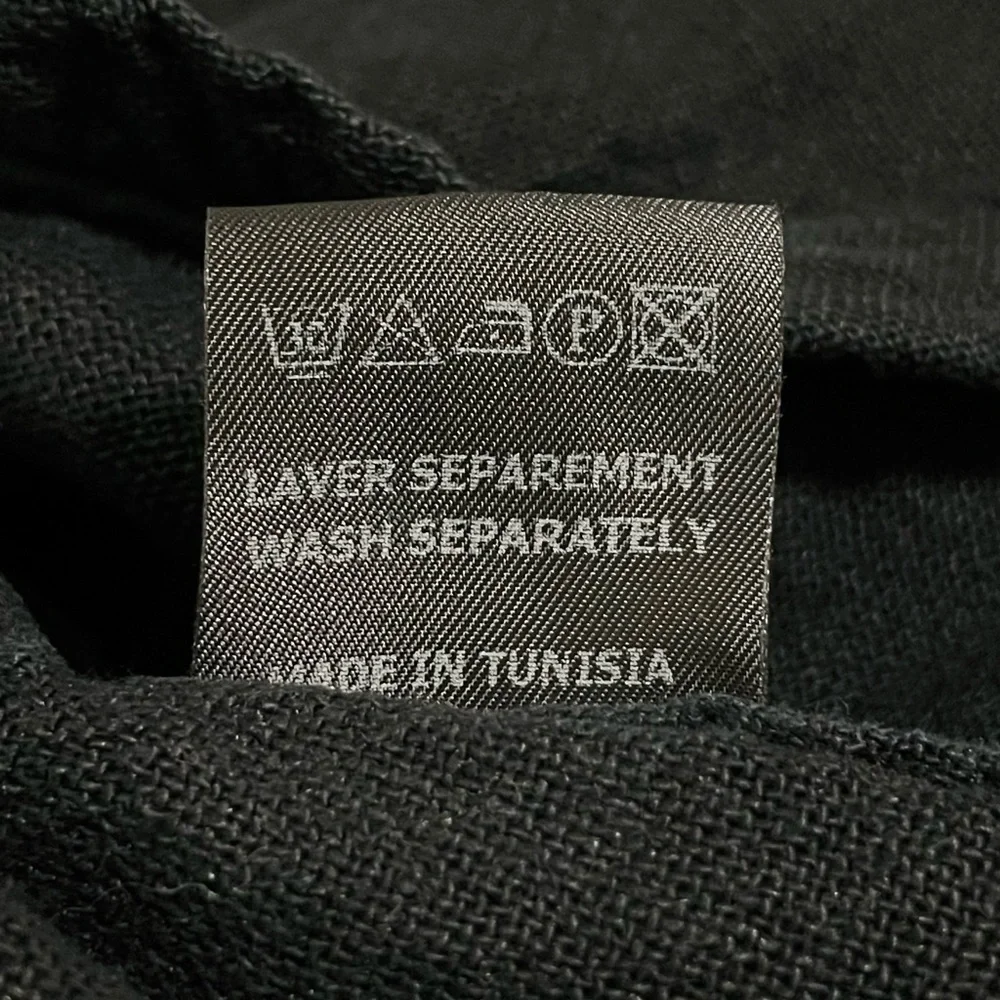 P
LAVER SEPAREMENT
WASH SEPARATELY
MADE IN TUNISIA